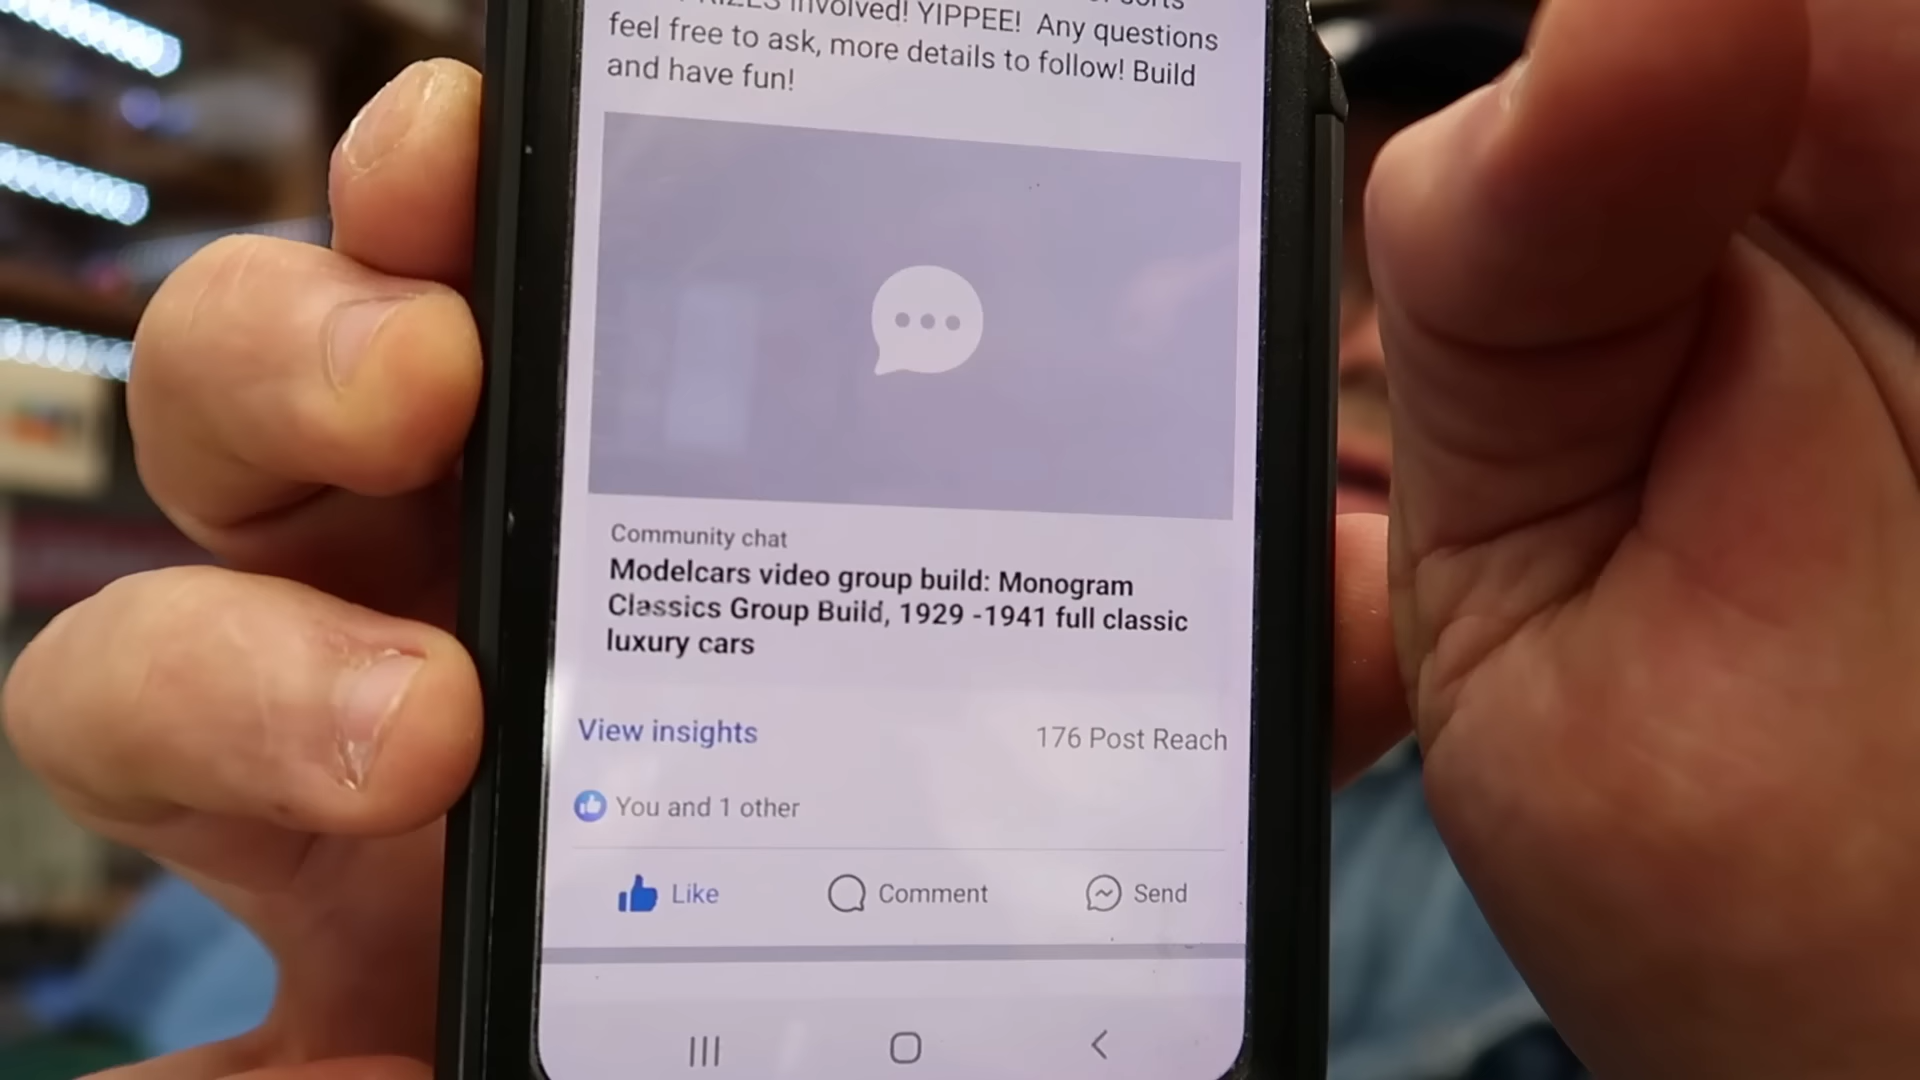 involved! YIPPEE! Any questions
feel free to ask, more details to follow! Build
and have fun!
Community chat
Modelcars video group build: Monogram
Classics Group Build, 1929 -1941 full classic
luxury cars
View insights
176 Post Reach
You and 1 other
Like
Comment
Send